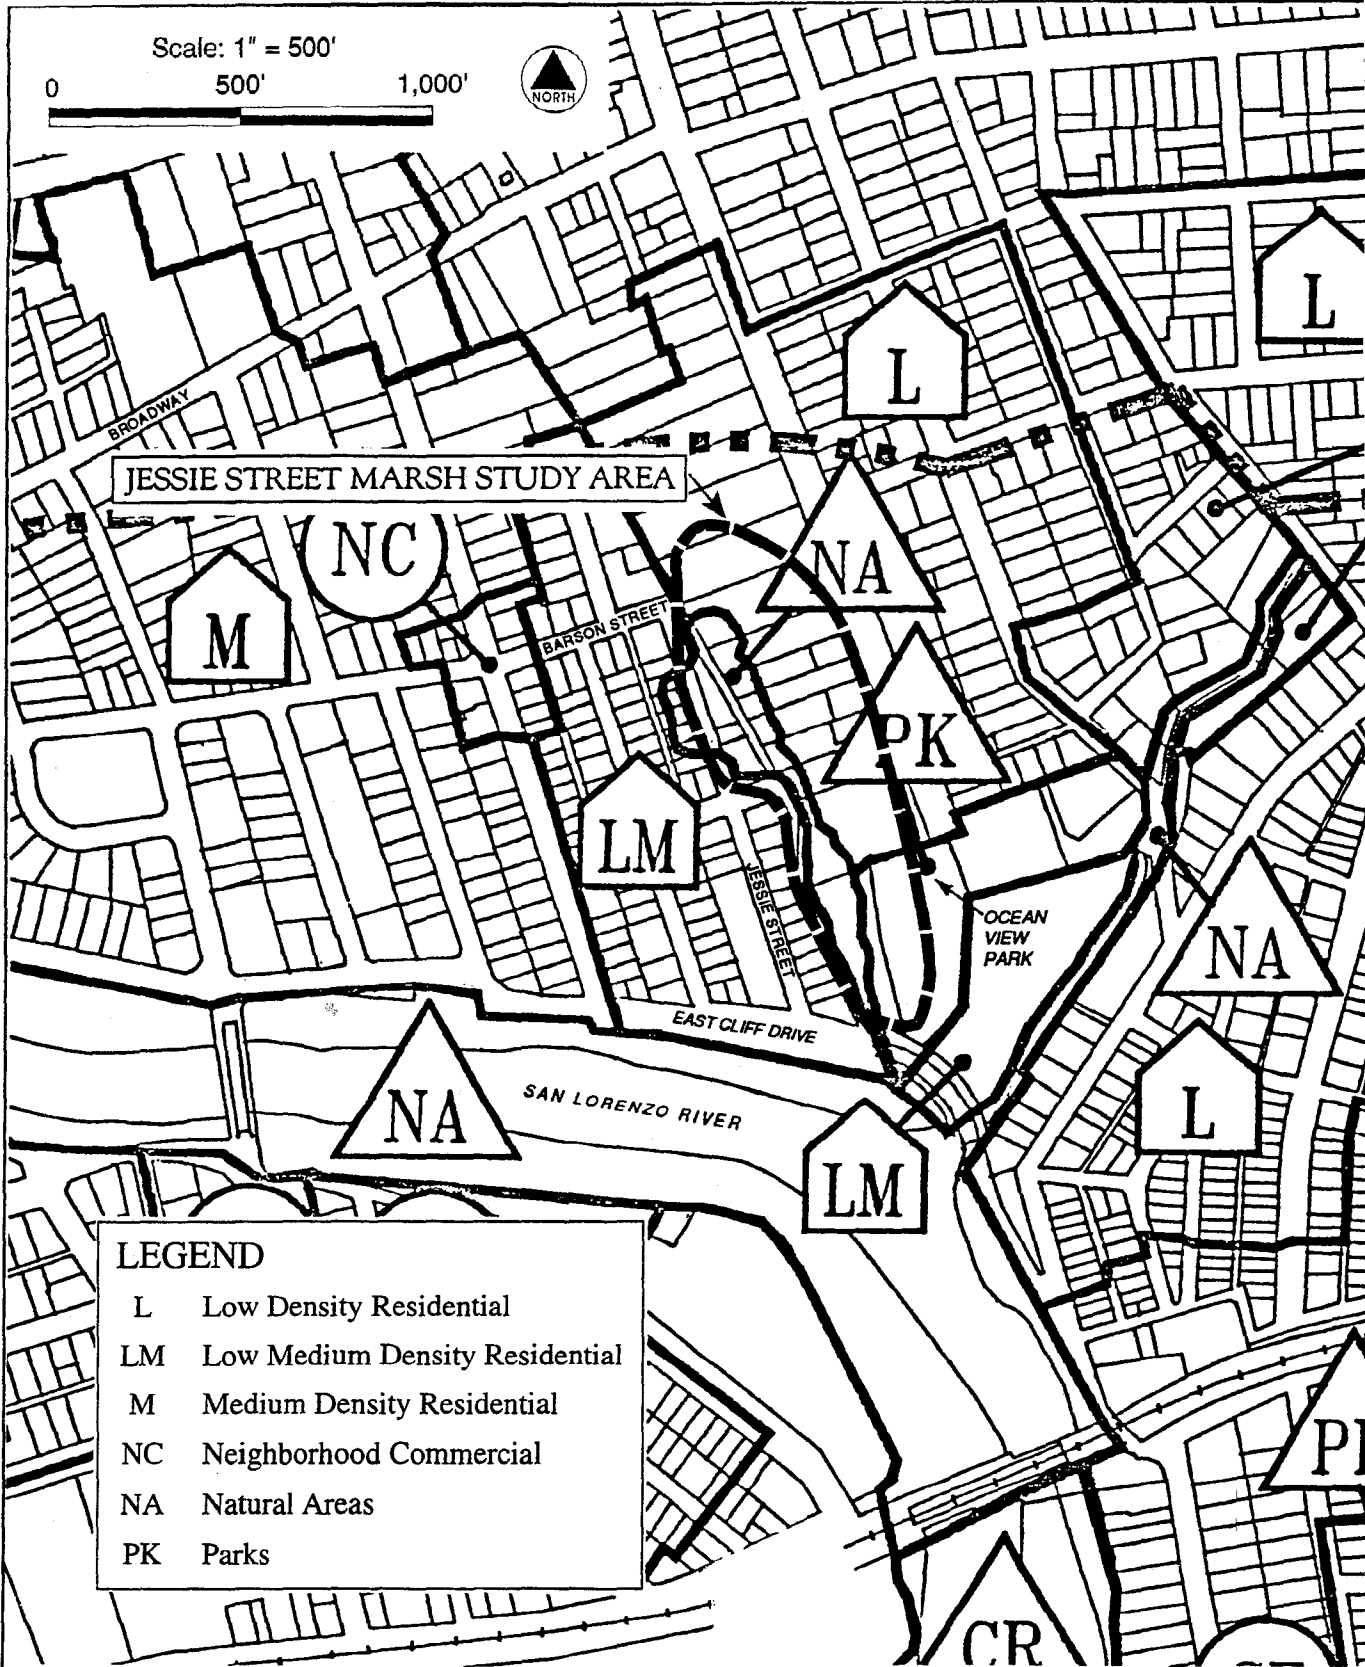 Scale: 1" = 500'
0 500' 1,000'
NORTH
L
L
BROADWAY
JESSIE STREET MARSH STUDY AREA
NC
NA
M
BARSON STREET
PK
LM
JESSIE STREET
OCEAN
VIEW
PARK
NA
EAST CLIFF DRIVE
NA
SAN LORENZO RIVER
L
LM
LEGEND
L Low Density Residential
LM Low Medium Density Residential
M Medium Density Residential
NC Neighborhood Commercial
NA Natural Areas
PK Parks
CR